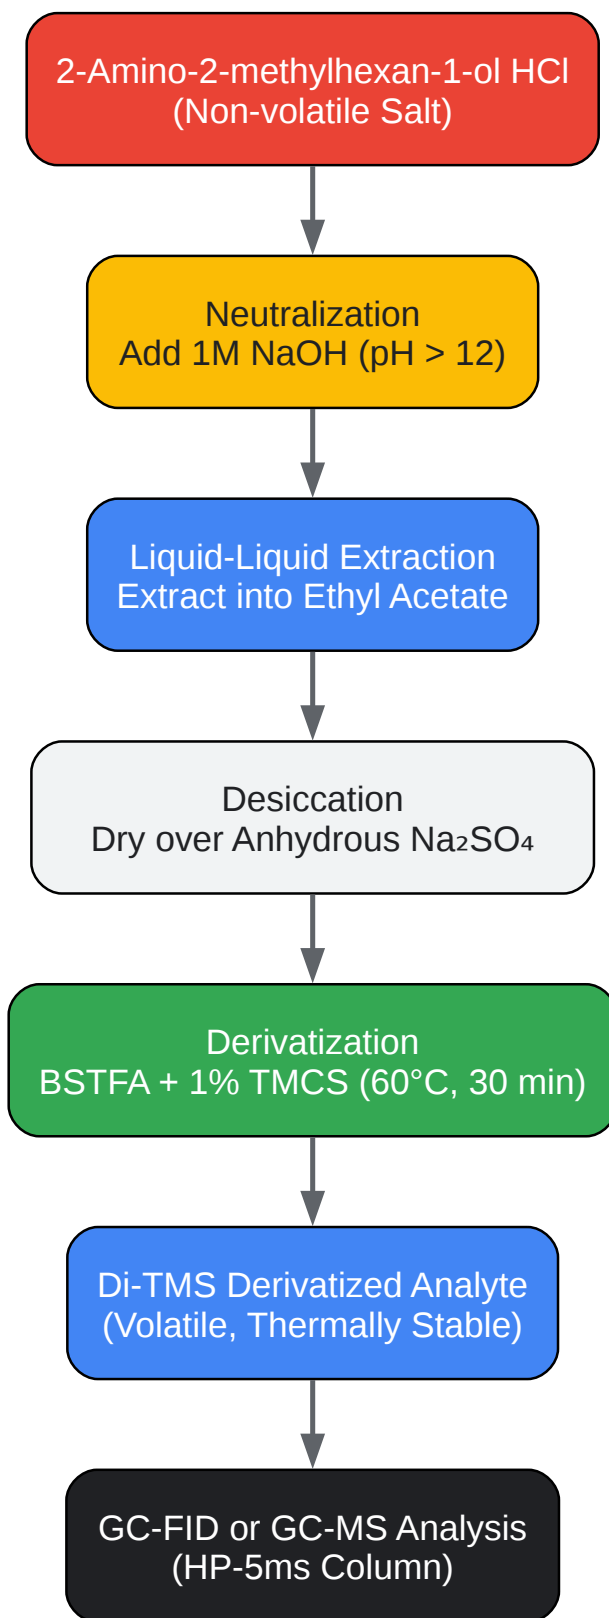 2-Amino-2-methylhexan-1-ol HCl
(Non-volatile Salt)
Neutralization
Add 1M NaOH (pH > 12)
Liquid-Liquid Extraction
Extract into Ethyl Acetate
Desiccation
Dry over Anhydrous Na₂SO₄
Derivatization
BSTFA + 1% TMCS (60°C, 30 min)
Di-TMS Derivatized Analyte
(Volatile, Thermally Stable)
GC-FID or GC-MS Analysis
(HP-5ms Column)